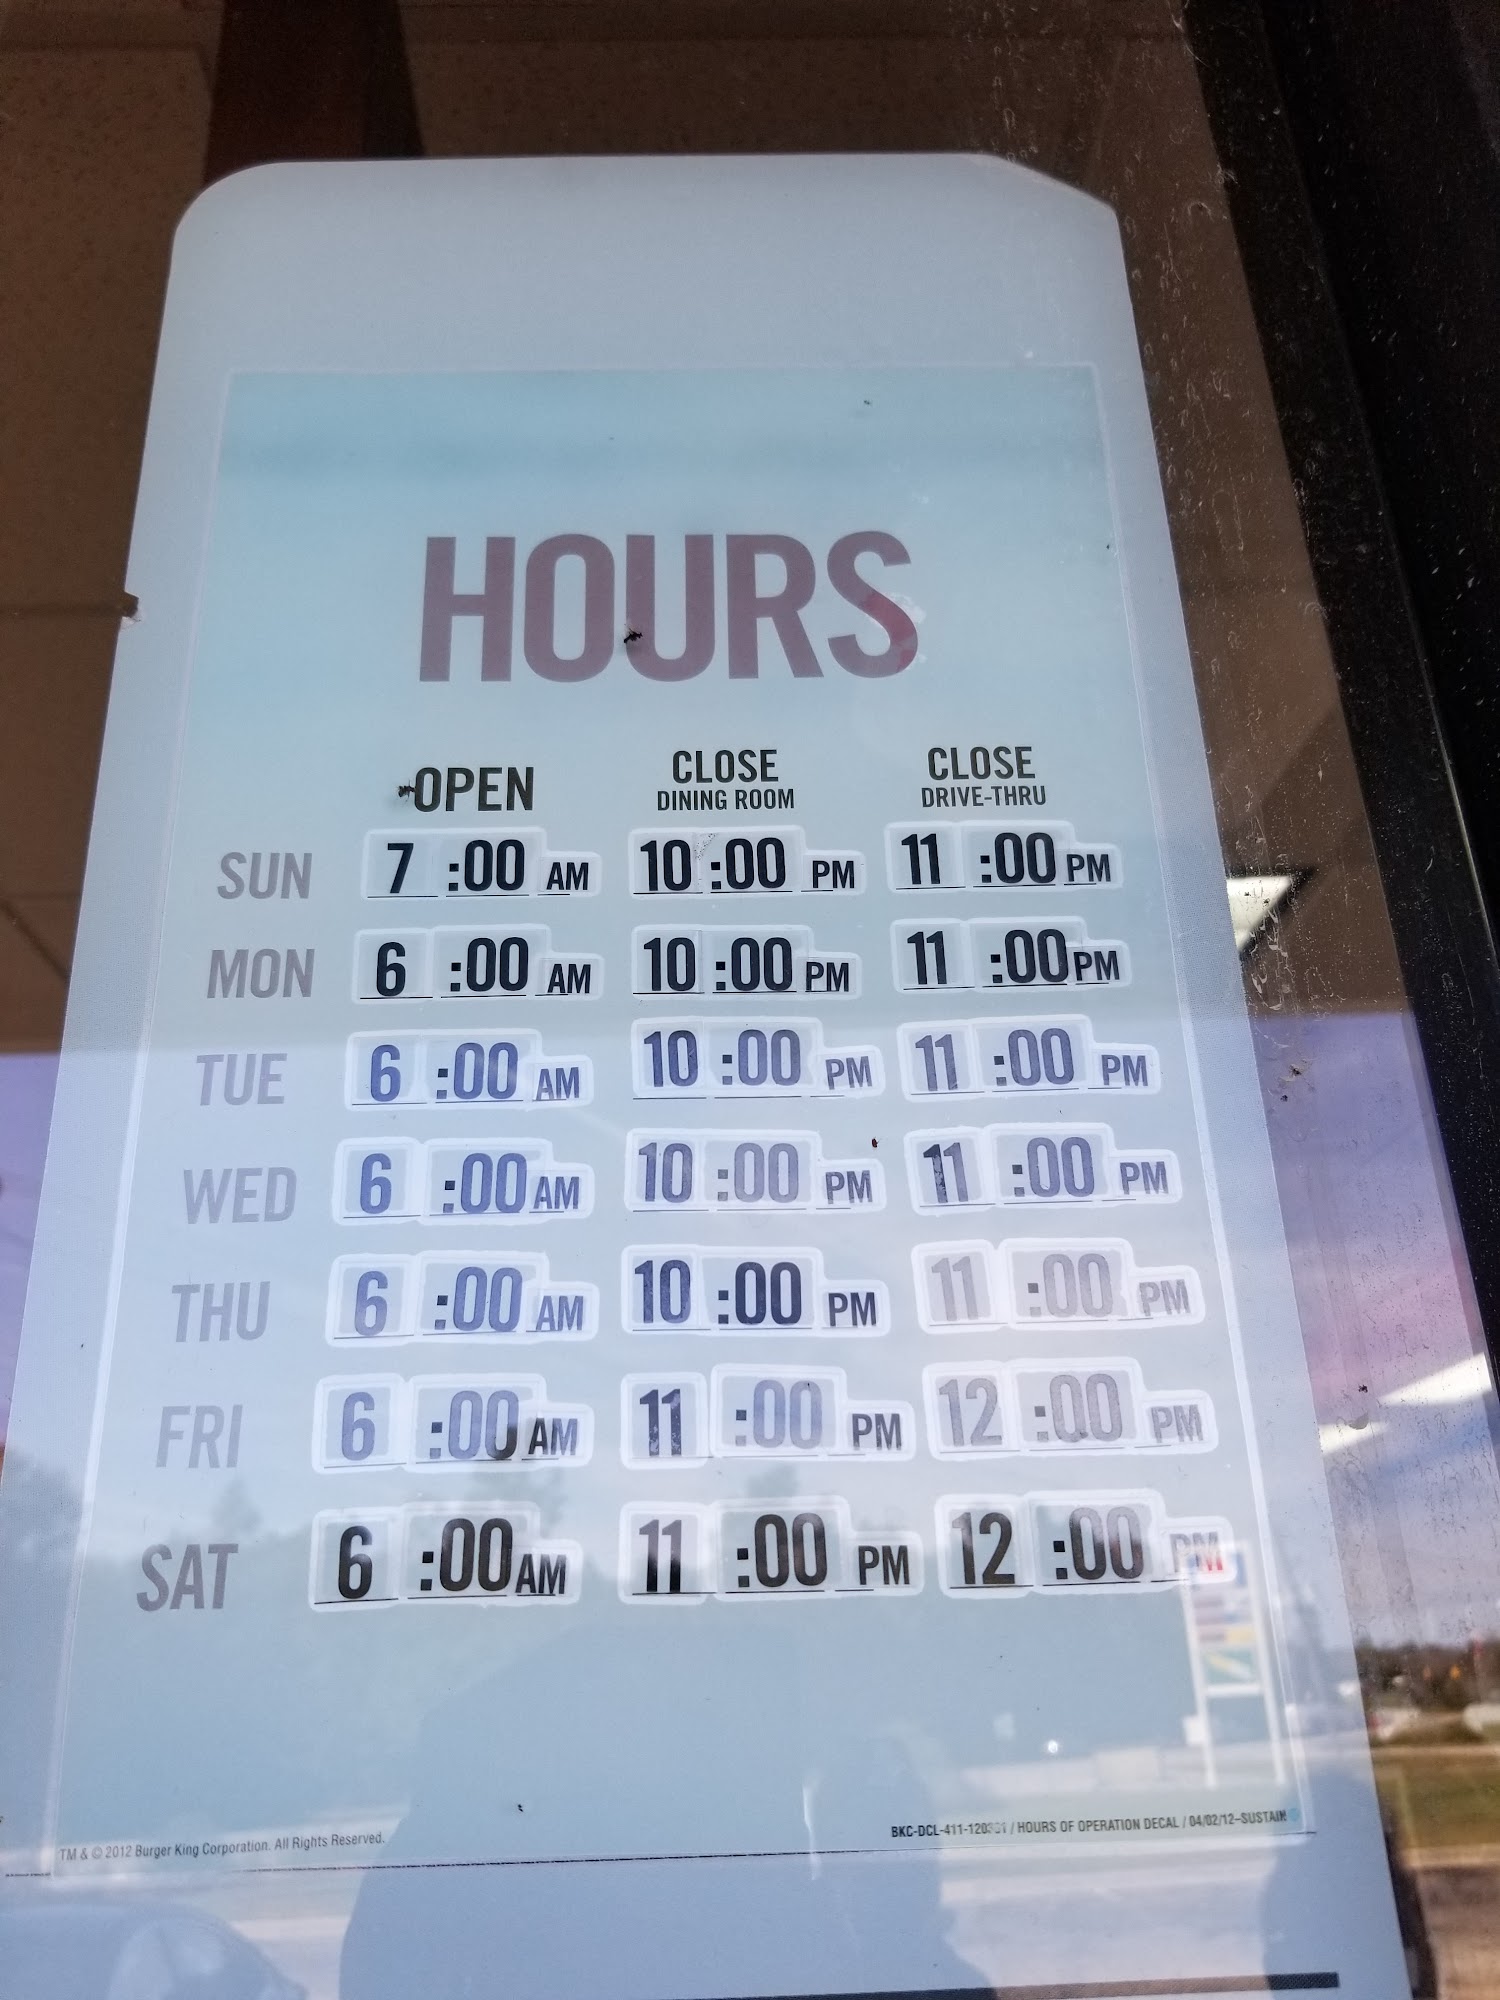 HOURS
OPEN CLOSE DINING ROOM CLOSE DRIVE-THRU
SUN 7 :00 AM 10 :00 PM 11 :00 PM
MON 6 :00 AM 10 :00 PM 11 :00 PM
TUE 6 :00 AM 10 :00 PM 11 :00 PM
WED 6 :00 AM 10 :00 PM 11 :00 PM
THU 6 :00 AM 10 :00 PM 11 :00 PM
FRI 6 :00 AM 11 :00 PM 12 :00 PM
SAT 6 :00 AM 11 :00 PM 12 :00 PM
TM & © 2012 Burger King Corporation. All Rights Reserved.
/ HOURS OF OPERATION DECAL / 04/02/12–SUSTAIN